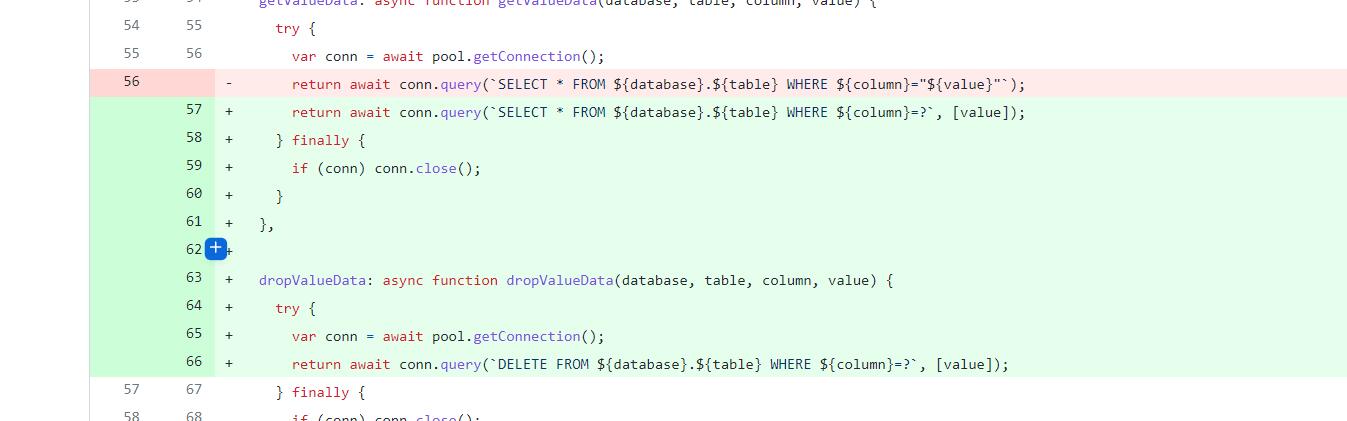 53 54 getValueData: async function getValueData(database, table, column, value) {
54 55 try {
55 56 var conn = await pool.getConnection();
56 - return await conn.query(`SELECT * FROM ${database}.${table} WHERE ${column}="${value}"`);
57 + return await conn.query(`SELECT * FROM ${database}.${table} WHERE ${column}=?`, [value]);
58 + } finally {
59 + if (conn) conn.close();
60 + }
61 + },
62 +
63 + dropValueData: async function dropValueData(database, table, column, value) {
64 + try {
65 + var conn = await pool.getConnection();
66 + return await conn.query(`DELETE FROM ${database}.${table} WHERE ${column}=?`, [value]);
57 67 } finally {
58 68 if (conn) conn.close();